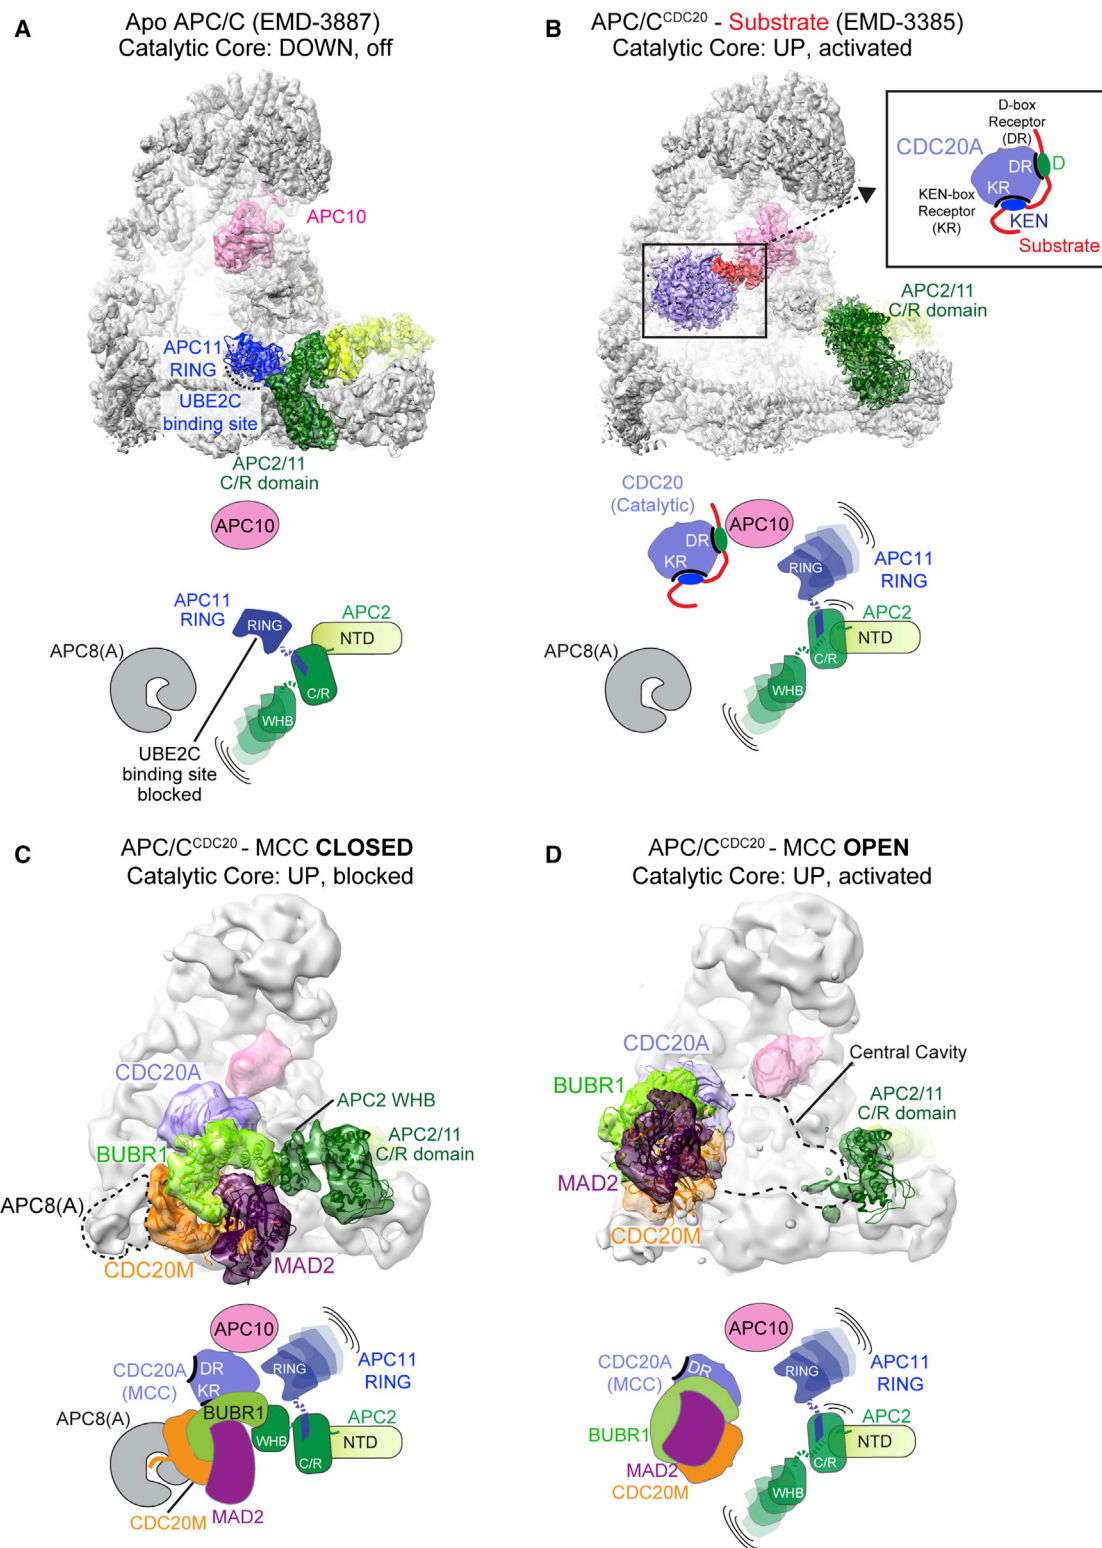 A
Apo APC/C (EMD-3887)
Catalytic Core: DOWN, off
APC10
APC11
RING
UBE2C
binding site
APC2/11
C/R domain
APC10
APC11
RING
RING
APC2
NTD
APC8(A)
C/R
WHB
UBE2C
binding site
blocked
B
APC/CCDC20 - Substrate (EMD-3385)
Catalytic Core: UP, activated
D-box
Receptor
(DR)
CDC20A
DR
D
KR
KEN-box
Receptor
(KR)
KEN
Substrate
APC2/11
C/R domain
CDC20
(Catalytic)
APC10
DR
KR
RING
APC11
RING
APC2
NTD
APC8(A)
C/R
WHB
C
APC/CCDC20 - MCC CLOSED
Catalytic Core: UP, blocked
CDC20A
APC2 WHB
BUBR1
APC2/11
C/R domain
APC8(A)
CDC20M
MAD2
APC10
CDC20A
(MCC)
DR
KR
RING
APC11
RING
APC8(A)
BUBR1
APC2
WHB
NTD
C/R
CDC20M
MAD2
D
APC/CCDC20 - MCC OPEN
Catalytic Core: UP, activated
CDC20A
Central Cavity
BUBR1
APC2/11
C/R domain
MAD2
CDC20M
APC10
CDC20A
(MCC)
DR
RING
APC11
RING
BUBR1
APC2
NTD
MAD2
C/R
CDC20M
WHB